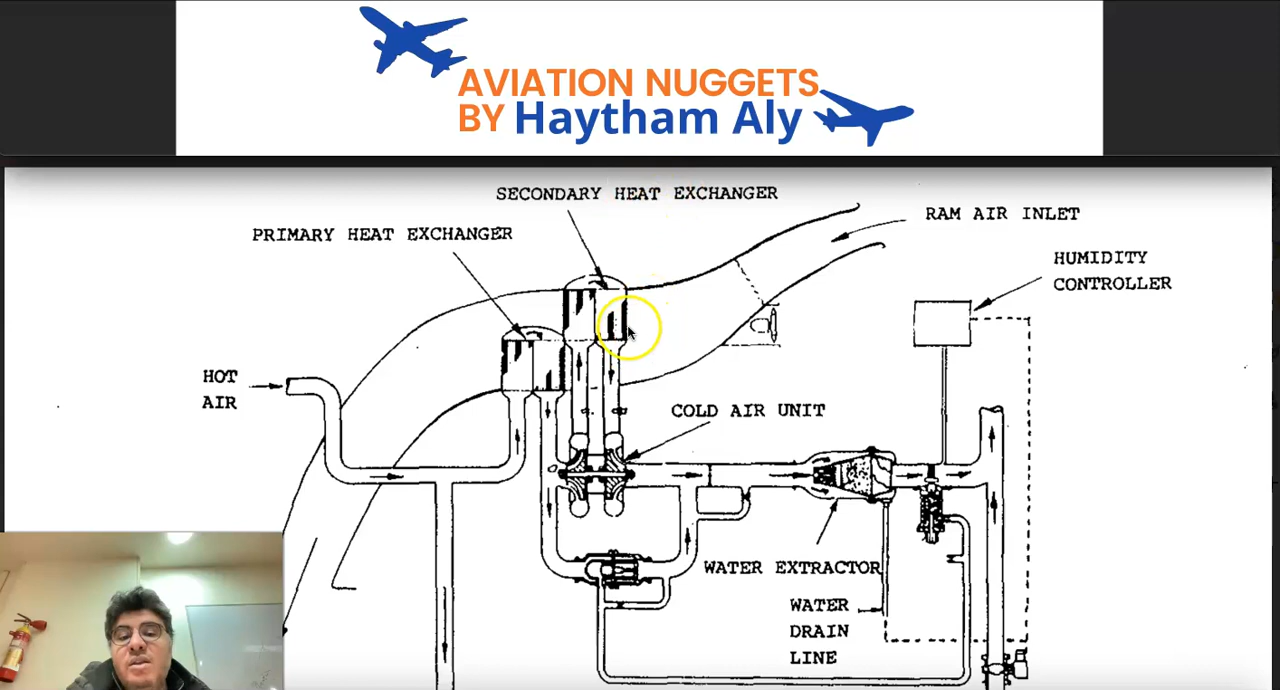 AVIATION NUGGETS
BY Haytham Aly
SECONDARY HEAT EXCHANGER
PRIMARY HEAT EXCHANGER
RAM AIR INLET
HUMIDITY
CONTROLLER
HOT
AIR
COLD AIR UNIT
WATER EXTRACTOR
WATER
DRAIN
LINE